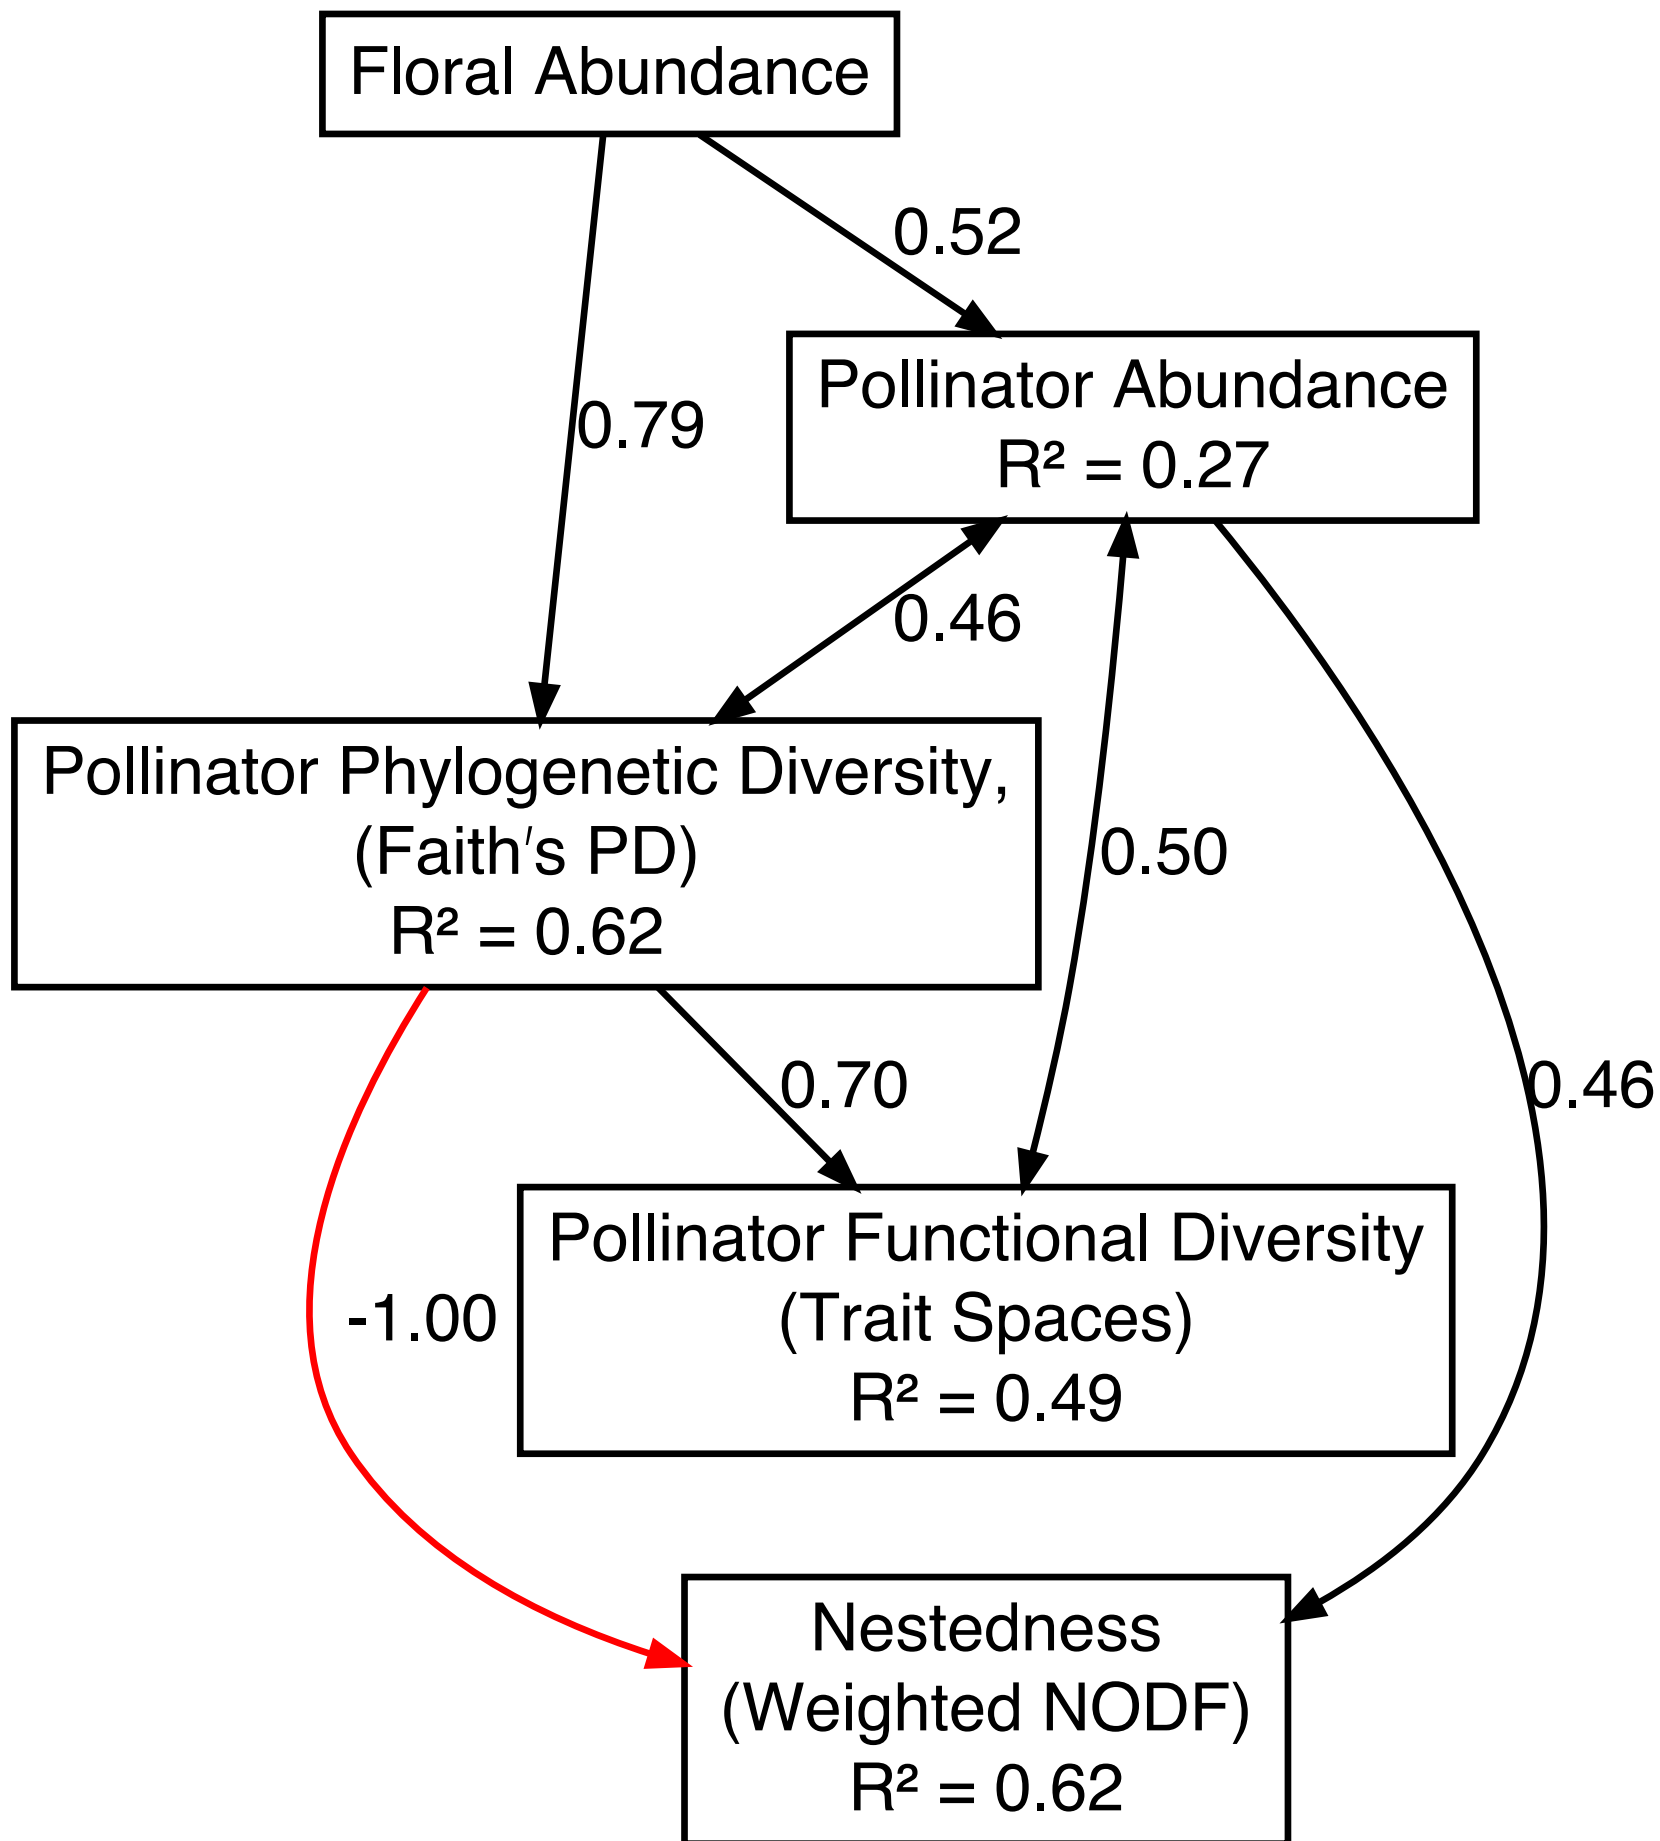 Floral Abundance
0.52
Pollinator Abundance
R² = 0.27
0.79
0.46
Pollinator Phylogenetic Diversity,
(Faith's PD)
R² = 0.62
0.50
0.70
0.46
Pollinator Functional Diversity
(Trait Spaces)
R² = 0.49
-1.00
Nestedness
(Weighted NODF)
R² = 0.62